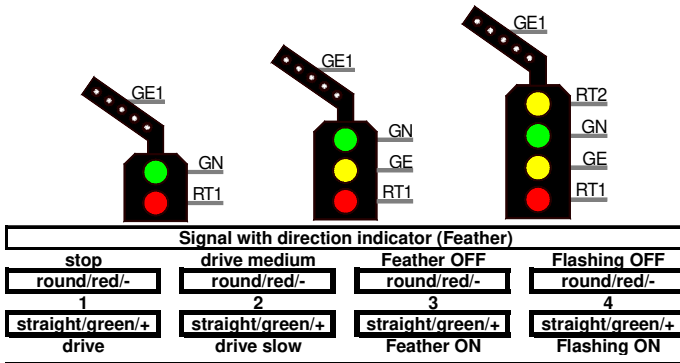 GE1
GE1
GE1
RT2
GN
GN
GN
GE
GE
RT1
RT1
RT1
Signal with direction indicator (Feather)
stop drive medium Feather OFF Flashing OFF
round/red/- round/red/- round/red/- round/red/-
1 2 3 4
straight/green/+ straight/green/+ straight/green/+ straight/green/+
drive drive slow Feather ON Flashing ON